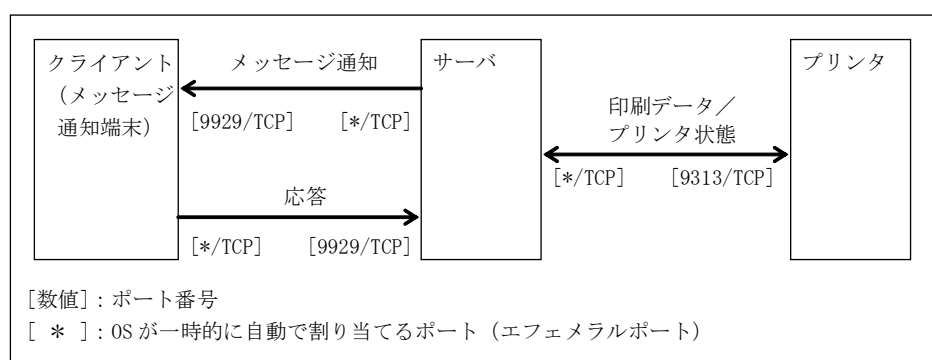 クライアント
(メッセージ
通知端末)
メッセージ通知
[9929/TCP] [*/TCP]
応答
[*/TCP] [9929/TCP]
サーバ
印刷データ/
プリンタ状態
[*/TCP] [9313/TCP]
プリンタ
[数値]:ポート番号
[ * ]:OSが一時的に自動で割り当てるポート(エフェメラルポート)